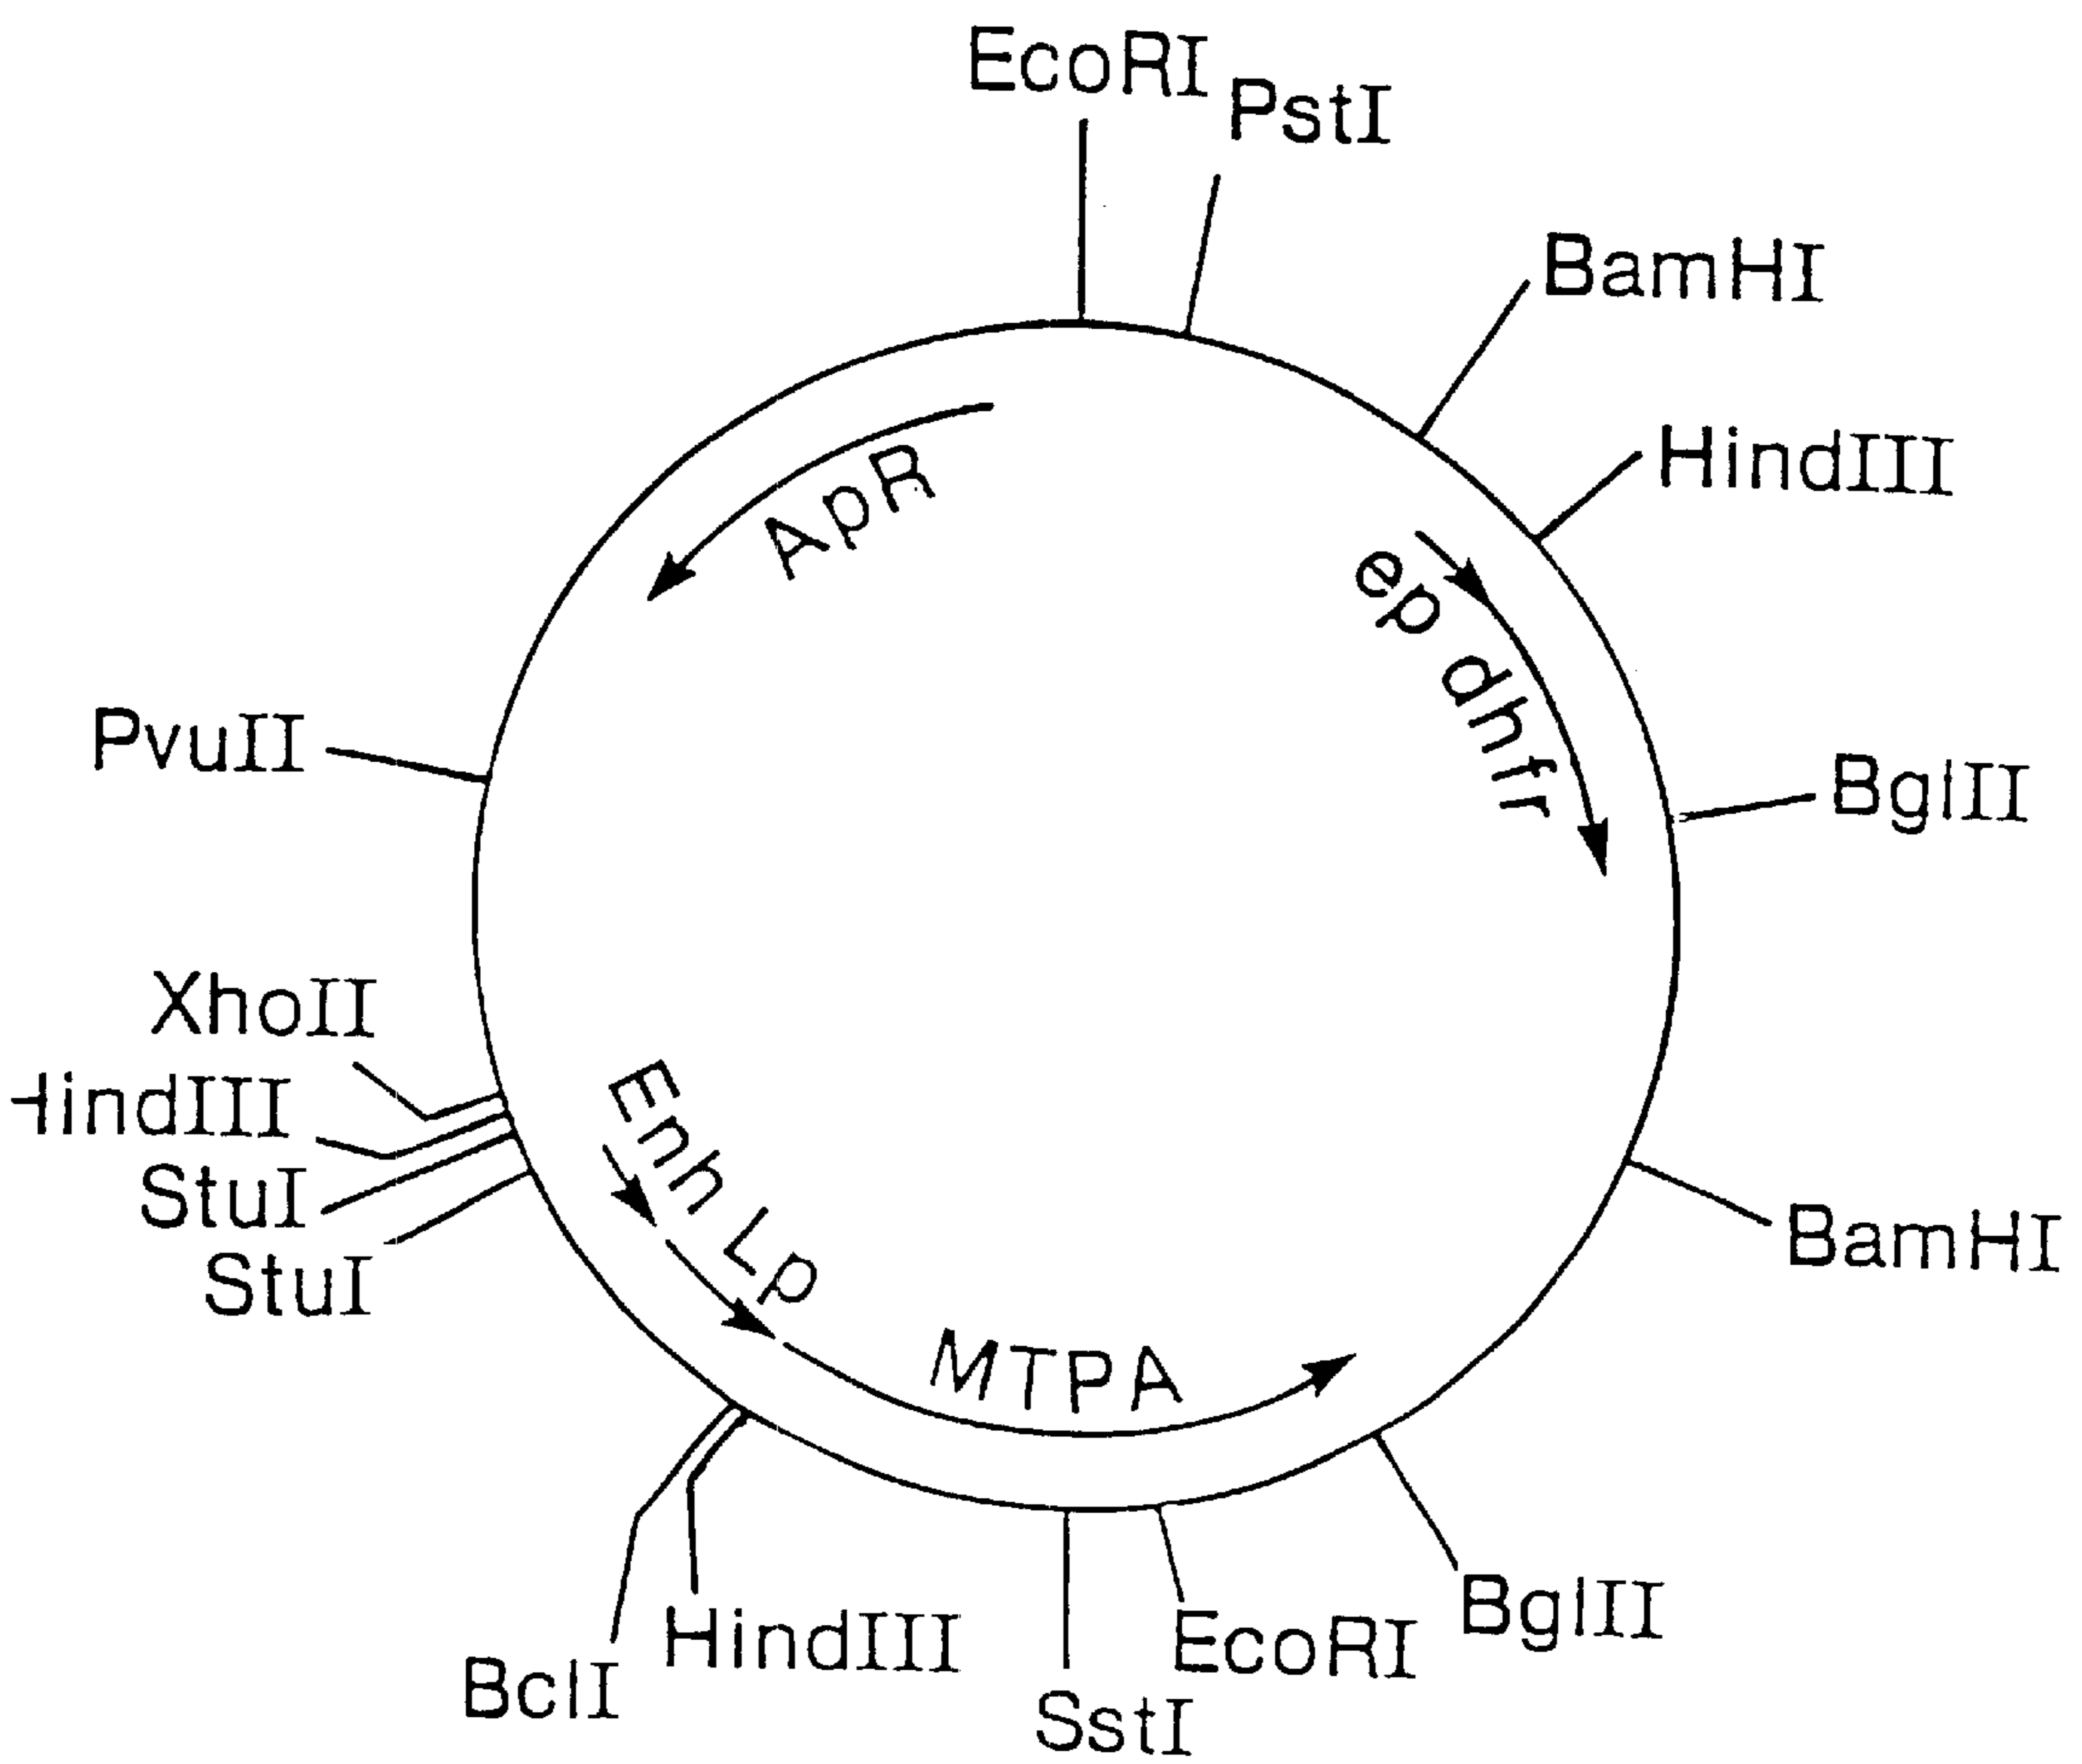 EcoRI
PstI
BamHI
HindIII
ApR
ep dhfr
PvuII
BglII
XhoII
HindIII
StuI
StuI
Enh Lp
BamHI
MTPA
BglII
EcoRI
HindIII
BclI
SstI